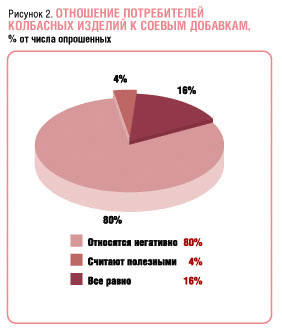 Рисунок 2. ОТНОШЕНИЕ ПОТРЕБИТЕЛЕЙ
КОЛБАСНЫХ ИЗДЕЛИЙ К СОЕВЫМ ДОБАВКАМ,
% от числа опрошенных
4%
16%
80%
Относятся негативно 80%
Считают полезными 4%
Все равно 16%